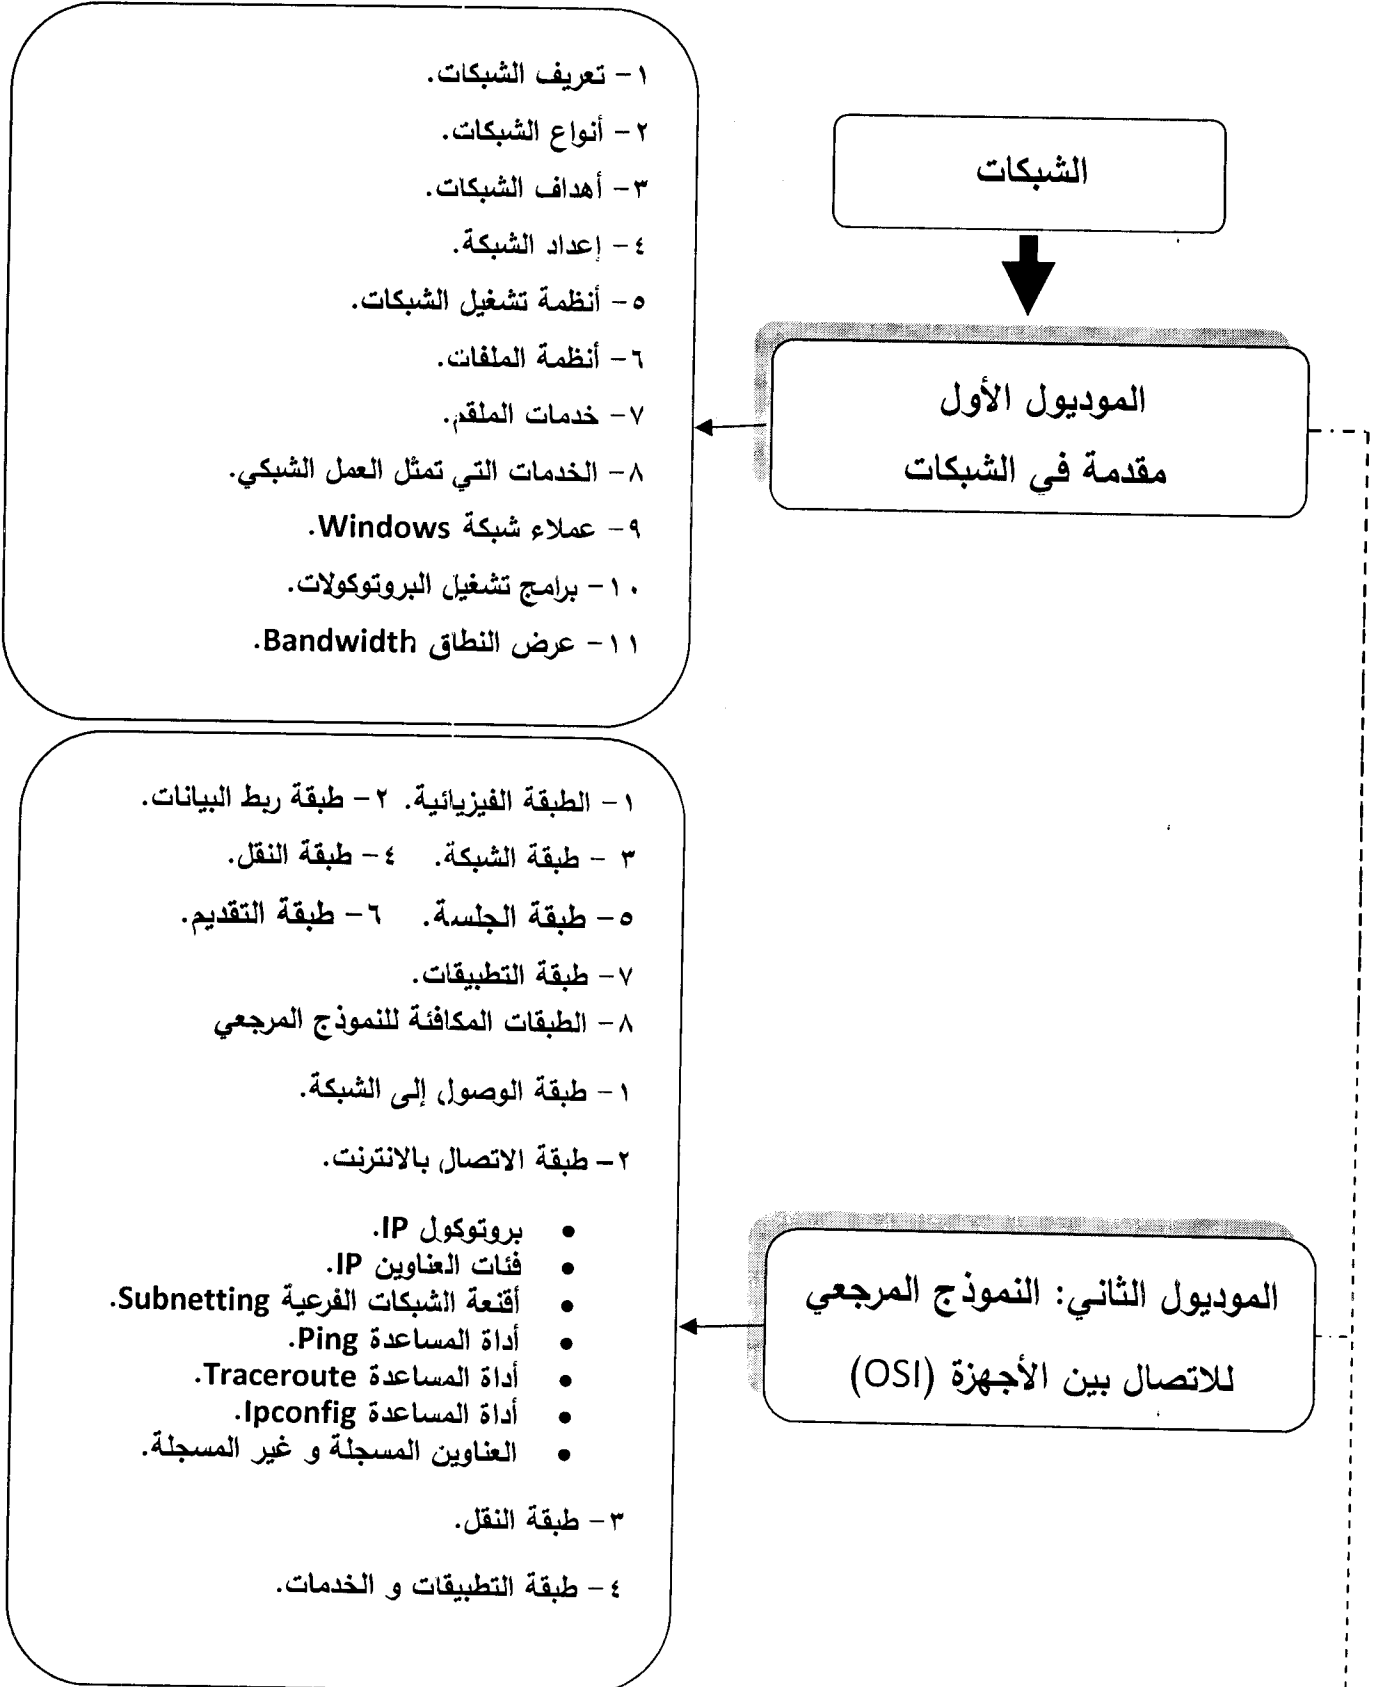 الشبكات
الموديول الأول
مقدمة في الشبكات
١- تعريف الشبكات.
٢- أنواع الشبكات.
٣- أهداف الشبكات.
٤- إعداد الشبكة.
٥- أنظمة تشغيل الشبكات.
٦- أنظمة الملفات.
٧- خدمات الملقم.
٨- الخدمات التي تمثل العمل الشبكي.
٩- عملاء شبكة Windows.
١٠- برامج تشغيل البروتوكولات.
١١- عرض النطاق Bandwidth.
الموديول الثاني: النموذج المرجعي
للاتصال بين الأجهزة (OSI)
١- الطبقة الفيزيائية. ٢- طبقة ربط البيانات.
٣ - طبقة الشبكة. ٤- طبقة النقل.
٥- طبقة الجلسة. ٦- طبقة التقديم.
٧- طبقة التطبيقات.
٨- الطبقات المكافئة للنموذج المرجعي
١- طبقة الوصول إلى الشبكة.
٢- طبقة الاتصال بالانترنت.
• بروتوكول IP.
• فئات العناوين IP.
• أقنعة الشبكات الفرعية Subnetting.
• أداة المساعدة Ping.
• أداة المساعدة Traceroute.
• أداة المساعدة Ipconfig.
• العناوين المسجلة و غير المسجلة.
٣- طبقة النقل.
٤- طبقة التطبيقات و الخدمات.